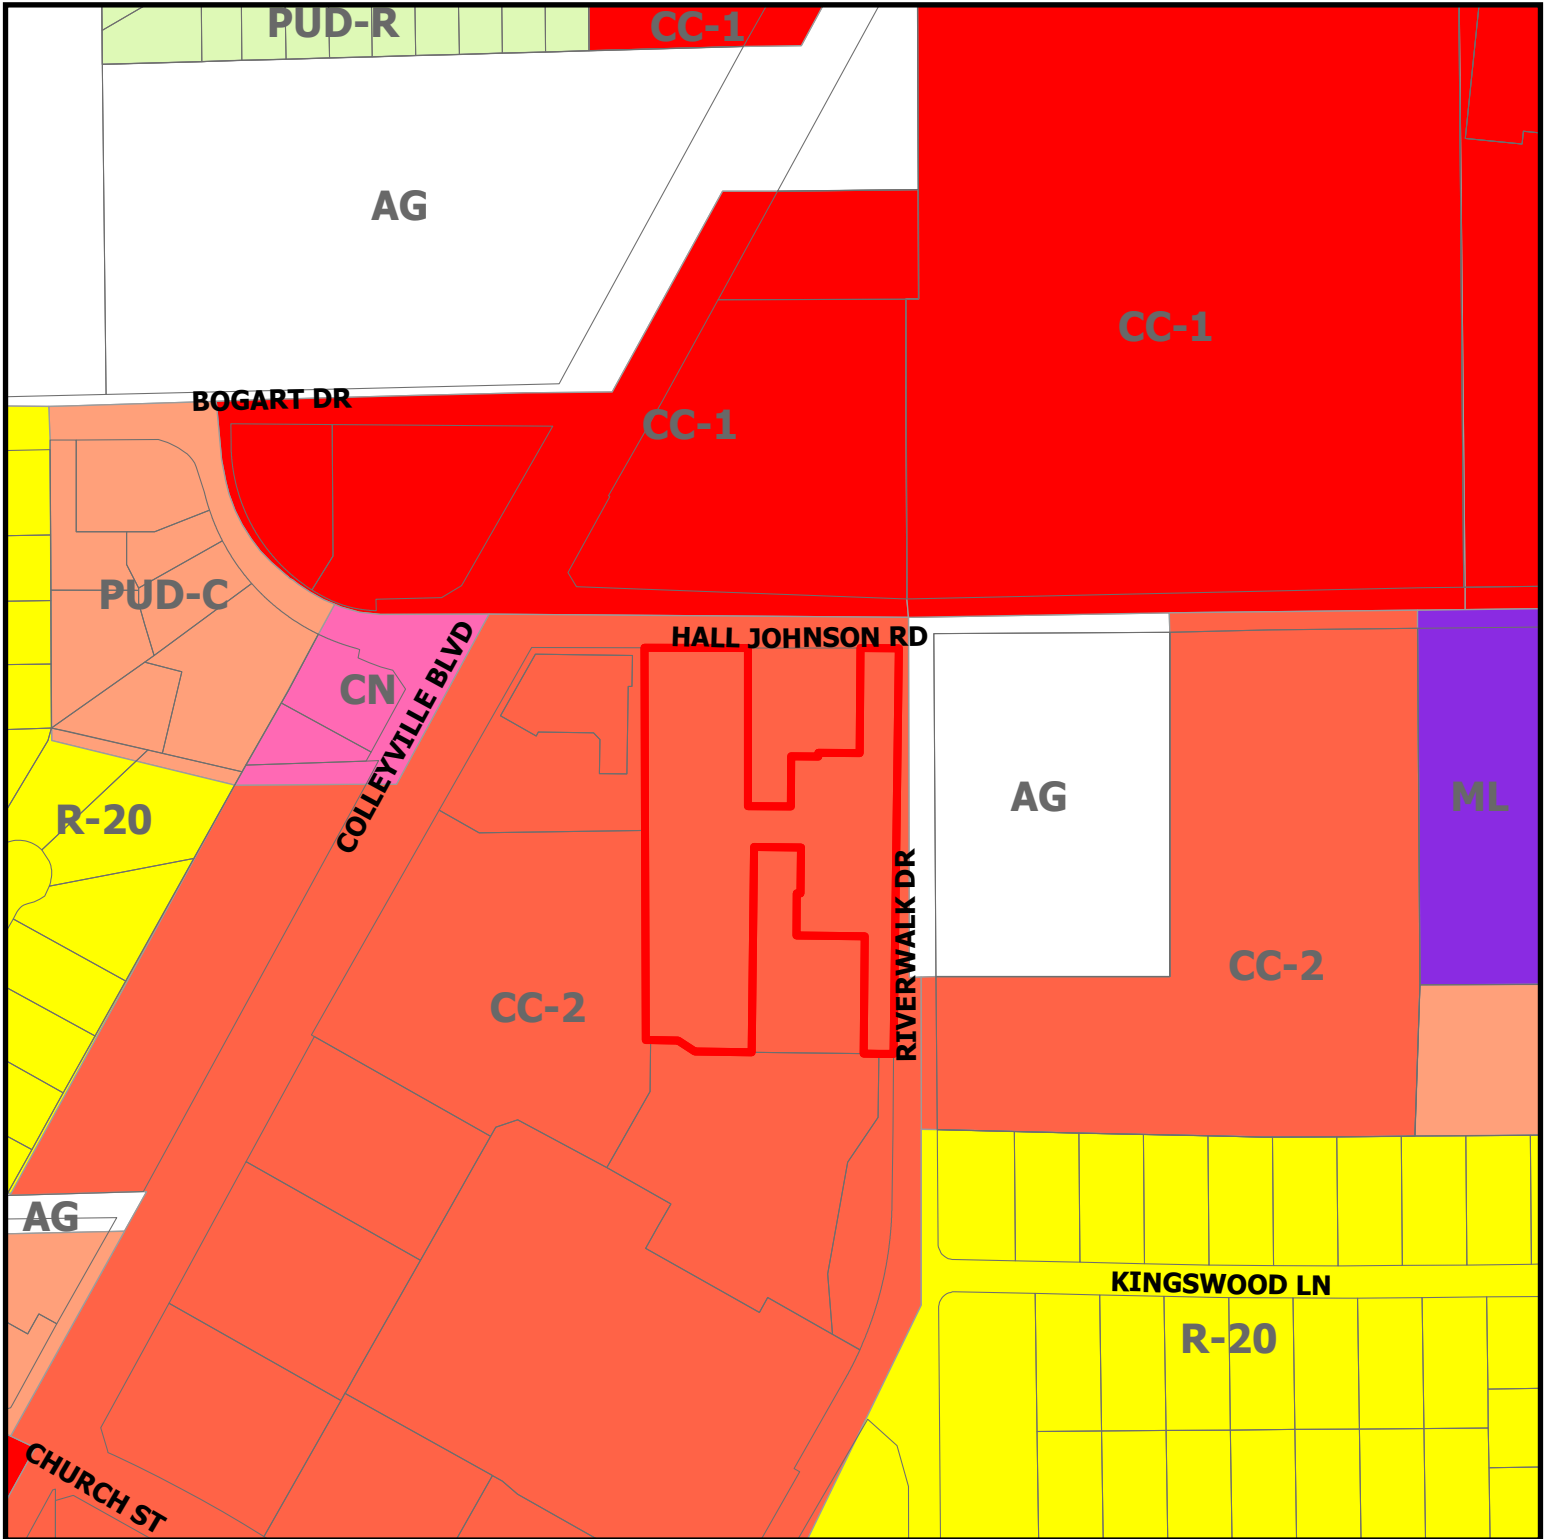 PUD-R
CC-1
AG
CC-1
BOGART DR
CC-1
PUD-C
HALL JOHNSON RD
CN
COLLEYVILLE BLVD
AG
ML
R-20
RIVERWALK DR
CC-2
CC-2
AG
KINGSWOOD LN
R-20
CHURCH ST